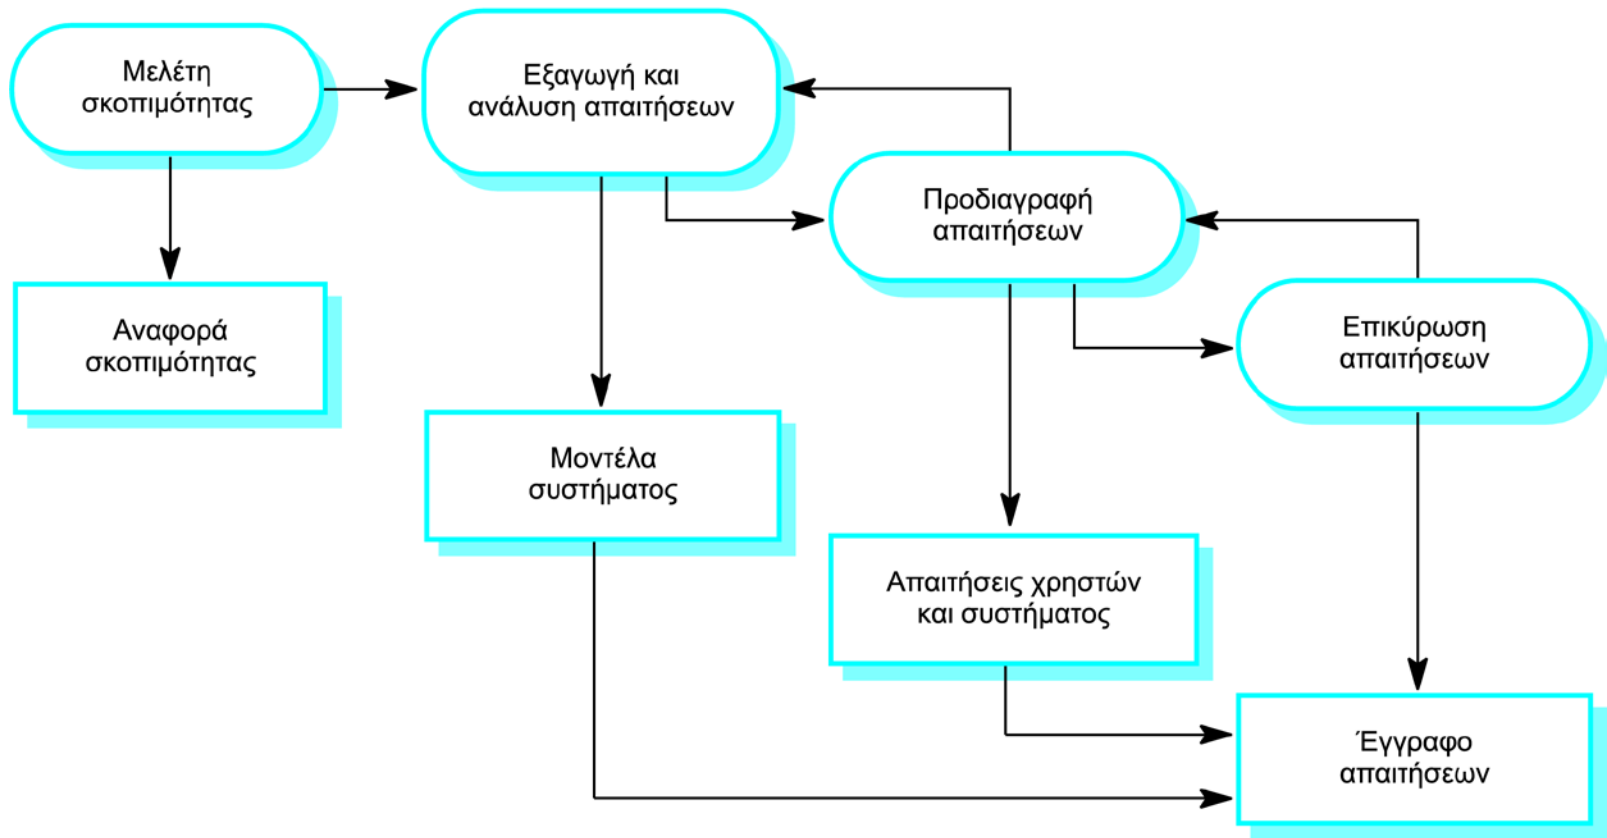 Μελέτη
σκοπιμότητας
Εξαγωγή και
ανάλυση απαιτήσεων
Προδιαγραφή
απαιτήσεων
Επικύρωση
απαιτήσεων
Αναφορά
σκοπιμότητας
Μοντέλα
συστήματος
Απαιτήσεις χρηστών
και συστήματος
Έγγραφο
απαιτήσεων